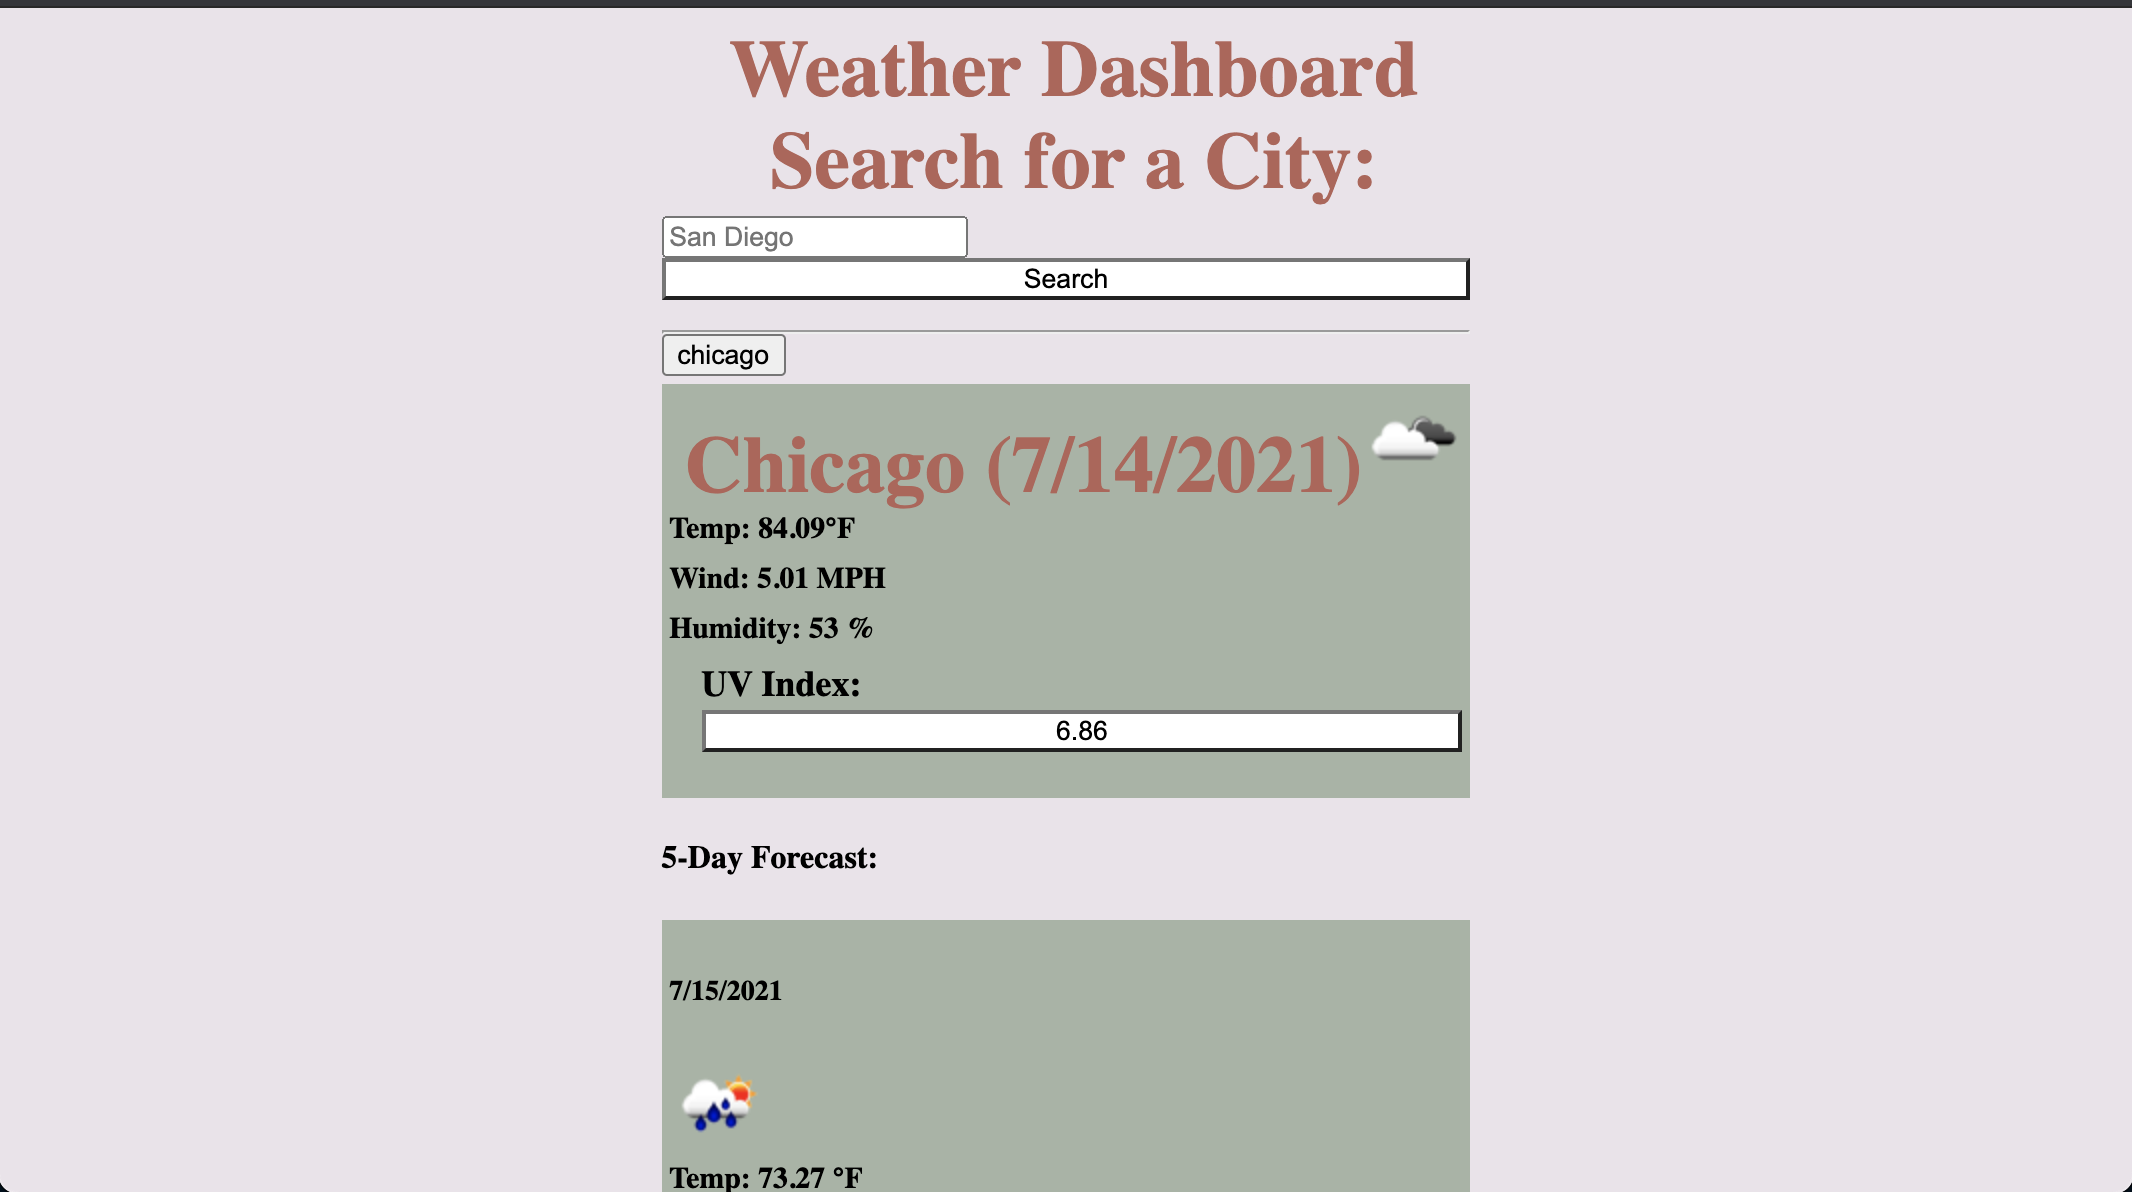 Weather Dashboard
Search for a City:
San Diego
Search
chicago
Chicago (7/14/2021)
Temp: 84.09°F
Wind: 5.01 MPH
Humidity: 53 %
UV Index:
6.86
5-Day Forecast:
7/15/2021
Temp: 73.27 °F